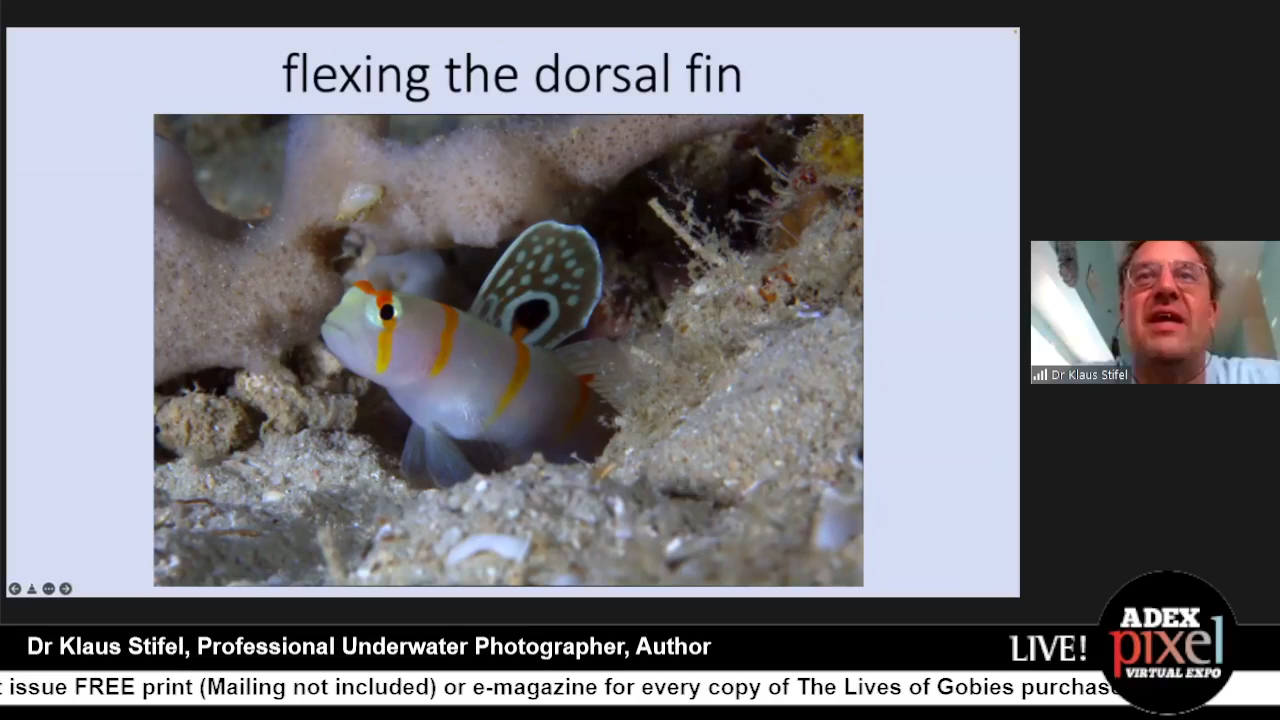 flexing the dorsal fin
Dr Klaus Stifel
Dr Klaus Stifel, Professional Underwater Photographer, Author
LIVE!
ADEX
pixel
VIRTUAL EXPO
issue FREE print (Mailing not included) or e-magazine for every copy of The Lives of Gobies